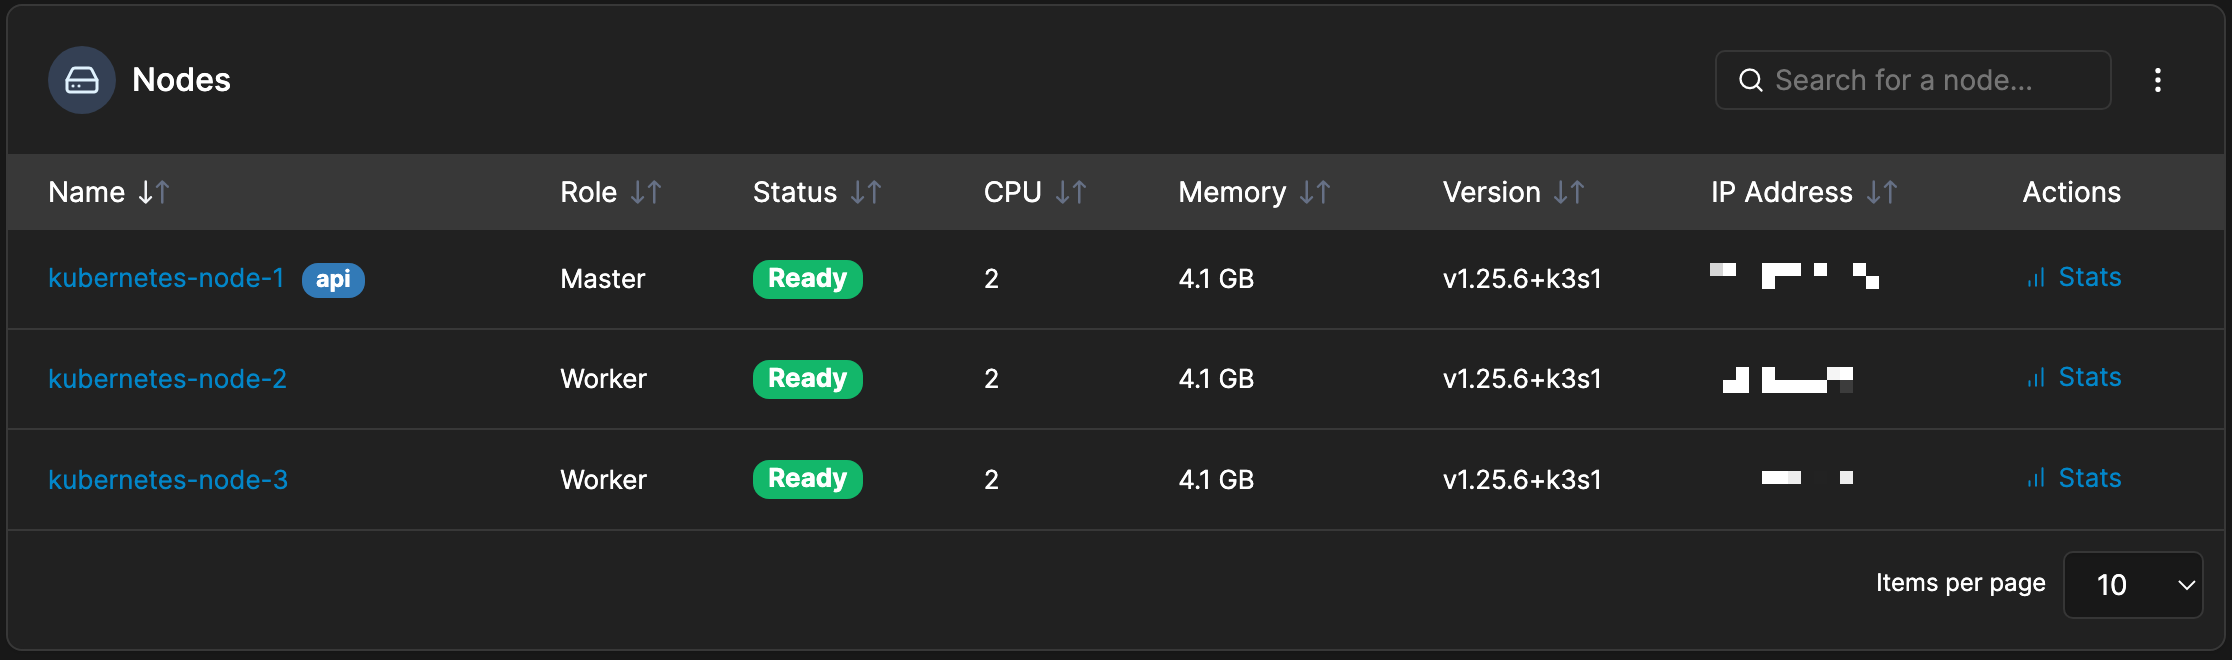 Nodes
Search for a node...
Name Role Status CPU Memory Version IP Address Actions
kubernetes-node-1 api Master Ready 2 4.1 GB v1.25.6+k3s1 Stats
kubernetes-node-2 Worker Ready 2 4.1 GB v1.25.6+k3s1 Stats
kubernetes-node-3 Worker Ready 2 4.1 GB v1.25.6+k3s1 Stats
Items per page 10